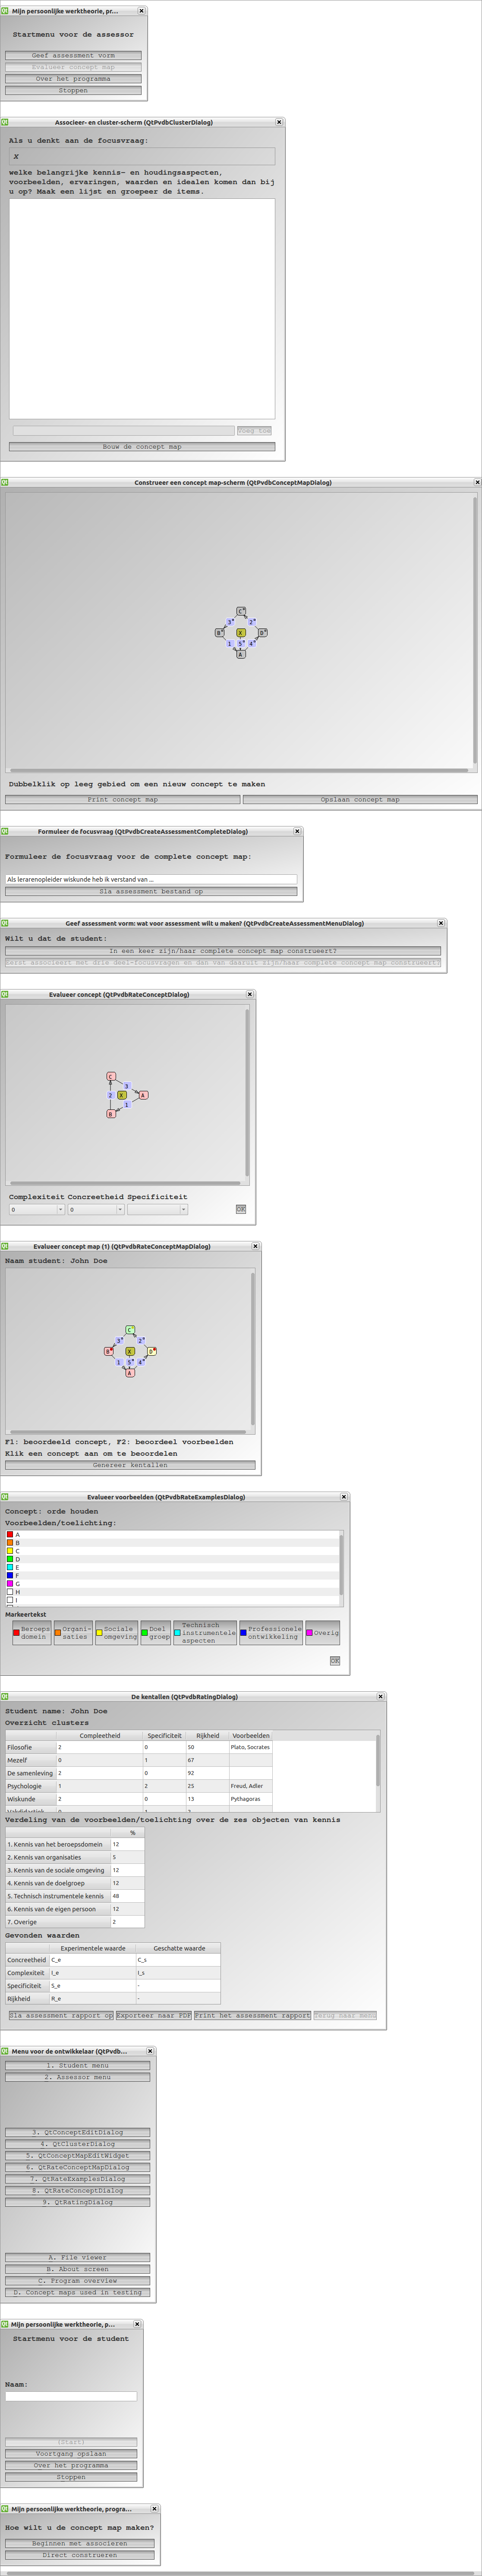 Mijn persoonlijke werktheorie, pr...
Startmenu voor de assessor
Geef assessment vorm
Evalueer concept map
Over het programma
Stoppen
Associeer- en cluster-scherm (QtPvdbClusterDialog)
Als u denkt aan de focusvraag:
X
welke belangrijke kennis- en houdingsaspecten,
voorbeelden, ervaringen, waarden en idealen komen dan bij
u op? Maak een lijst en groepeer de items.
Voeg toe
Bouw de concept map
Construeer een concept map-scherm (QtPvdbConceptMapDialog)
C
3 2
B X D
1 5 4
A
Dubbelklik op leeg gebied om een nieuw concept te maken
Print concept map Opslaan concept map
Formuleer de focusvraag (QtPvdbCreateAssessmentCompleteDialog)
Formuleer de focusvraag voor de complete concept map:
Als lerarenopleider wiskunde heb ik verstand van ...
Sla assessment bestand op
Geef assessment vorm: wat voor assessment wilt u maken? (QtPvdbCreateAssessmentMenuDialog)
Wilt u dat de student:
In een keer zijn/haar complete concept map construeert?
eerst associeert met drie deel-focusvragen en dan van daaruit zijn/haar complete concept map construeert?
Evalueer concept (QtPvdbRateConceptDialog)
C
3
2 X A
1
B
Complexiteit Concreetheid Specificiteit
0 0 OK
Evalueer concept map (1) (QtPvdbRateConceptMapDialog)
Naam student: John Doe
C
3 2
B X D
1 5 4
A
F1: beoordeeld concept, F2: beoordeel voorbeelden
Klik een concept aan om te beoordelen
Genereer kentallen
Evalueer voorbeelden (QtPvdbRateExamplesDialog)
Concept: orde houden
Voorbeelden/toelichting:
A
B
C
D
E
F
G
H
I
Markeertekst
Beroeps domein
Organi- saties
Sociale omgeving
Doel groep
Technisch instrumentele aspecten
Professionele ontwikkeling
Overig
OK
De kentallen (QtPvdbRatingDialog)
Student name: John Doe
Overzicht clusters
Compleetheid Specificiteit Rijkheid Voorbeelden
Filosofie 2 0 50 Plato, Socrates
Mezelf 0 1 67
De samenleving 2 0 92
Psychologie 1 2 25 Freud, Adler
Wiskunde 2 0 13 Pythagoras
Vakdidactiek 0 1 2
Verdeling van de voorbeelden/toelichting over de zes objecten van kennis
%
1. Kennis van het beroepsdomein 12
2. Kennis van organisaties 5
3. Kennis van de sociale omgeving 12
4. Kennis van de doelgroep 12
5. Technisch instrumentele kennis 48
6. Kennis van de eigen persoon 12
7. Overige 2
Gevonden waarden
Experimentele waarde Geschatte waarde
Concreetheid C_e C_s
Complexiteit I_e I_s
Specificiteit S_e -
Rijkheid R_e -
Sla assessment rapport op Exporteer naar PDF Print het assessment rapport Terug naar menu
Menu voor de ontwikkelaar (QtPvdb...
1. Student menu
2. Assessor menu
3. QtConceptEditDialog
4. QtClusterDialog
5. QtConceptMapEditWidget
6. QtRateConceptMapDialog
7. QtRateExamplesDialog
8. QtRateConceptDialog
9. QtRatingDialog
A. File viewer
B. About screen
C. Program overview
D. Concept maps used in testing
Mijn persoonlijke werktheorie, p...
Startmenu voor de student
Naam:
(Start)
Voortgang opslaan
Over het programma
Stoppen
Mijn persoonlijke werktheorie, progra...
Hoe wilt u de concept map maken?
Beginnen met associeren
Direct construeren